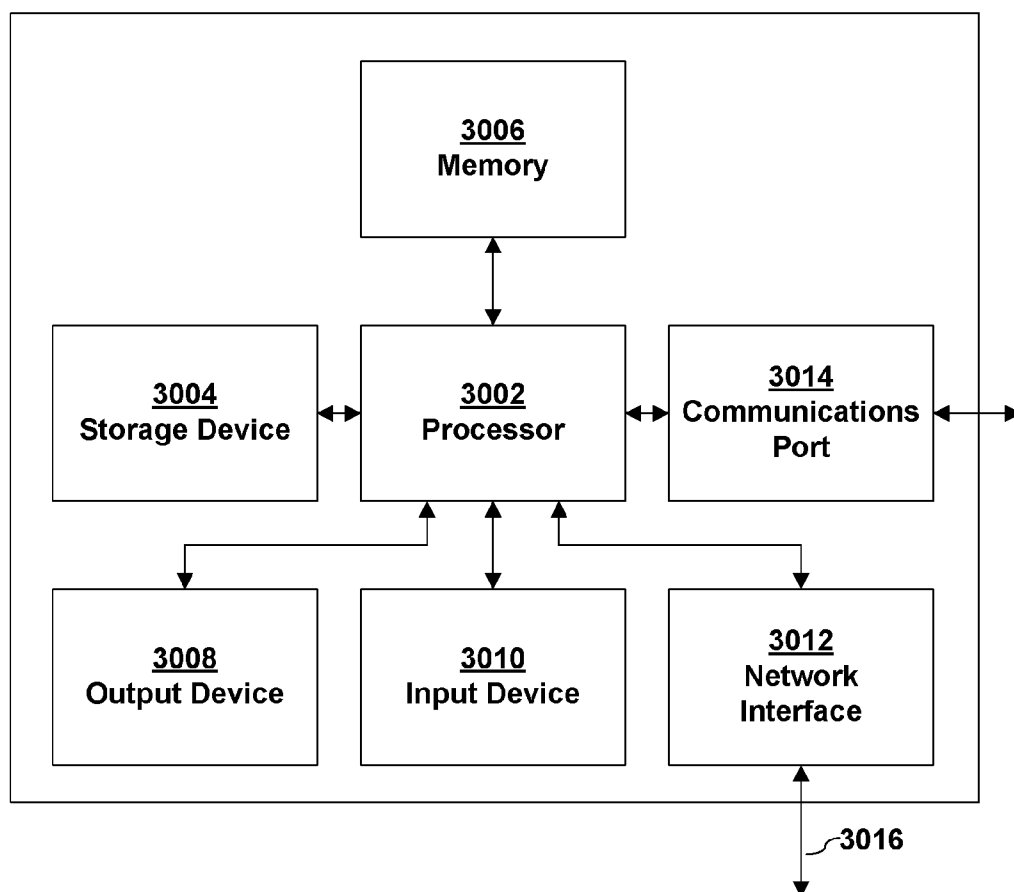 3006
Memory
3004
Storage Device
3002
Processor
3014
Communications
Port
3008
Output Device
3010
Input Device
3012
Network
Interface
3016